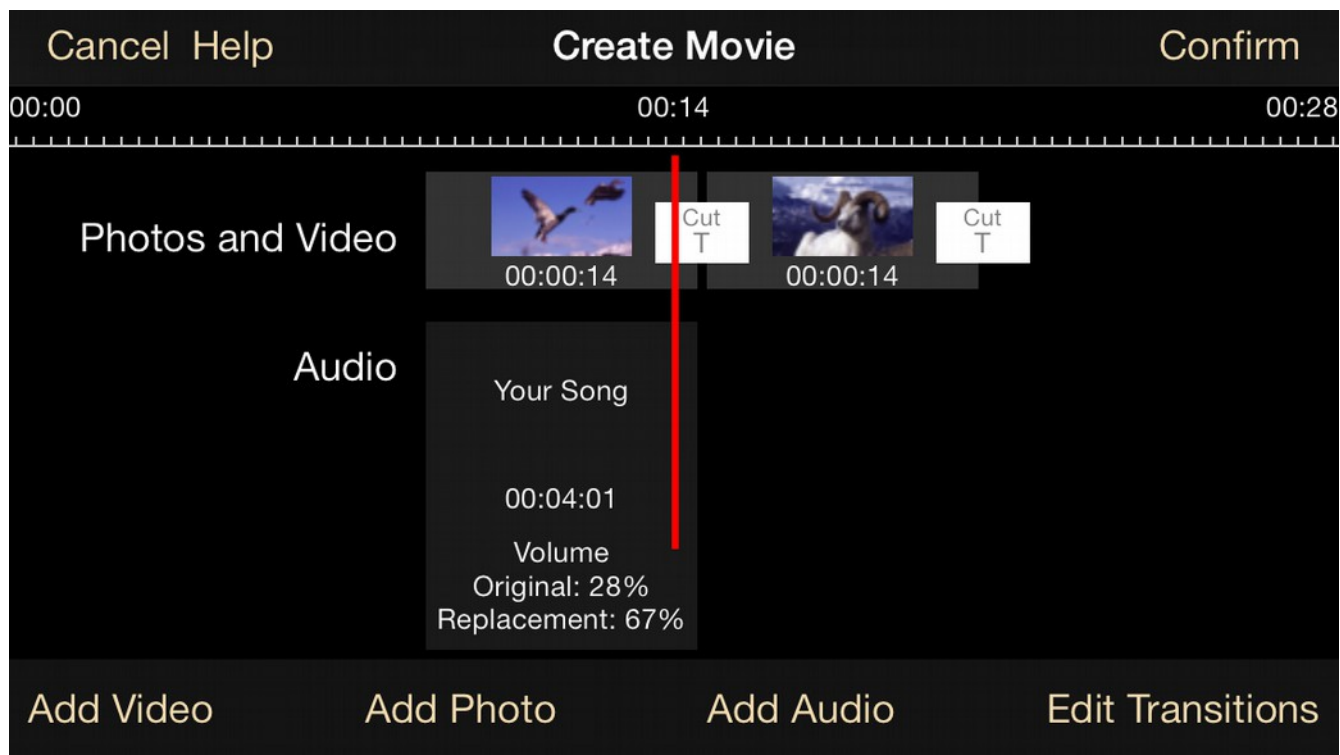 Cancel Help Create Movie Confirm
00:00 00:14 00:28
Photos and Video
Cut
T
00:00:14
Cut
T
00:00:14
Audio
Your Song
00:04:01
Volume
Original: 28%
Replacement: 67%
Add Video Add Photo Add Audio Edit Transitions